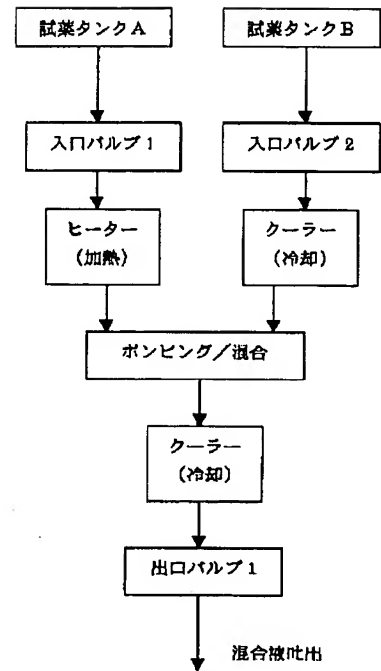 試薬タンクA
試薬タンクB
入口バルブ1
入口バルブ2
ヒーター
(加熱)
クーラー
(冷却)
ポンピング/混合
クーラー
(冷却)
出口バルブ1
混合液吐出